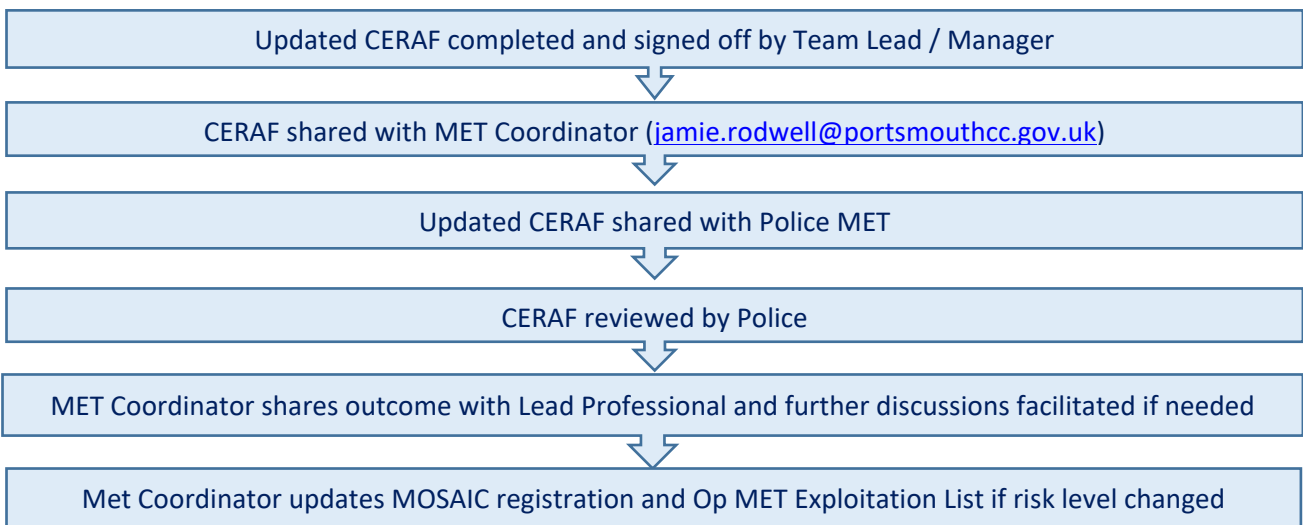 Updated CERAF completed and signed off by Team Lead / Manager
CERAF shared with MET Coordinator (jamie.rodwell@portsmouthcc.gov.uk)
Updated CERAF shared with Police MET
CERAF reviewed by Police
MET Coordinator shares outcome with Lead Professional and further discussions facilitated if needed
Met Coordinator updates MOSAIC registration and Op MET Exploitation List if risk level changed